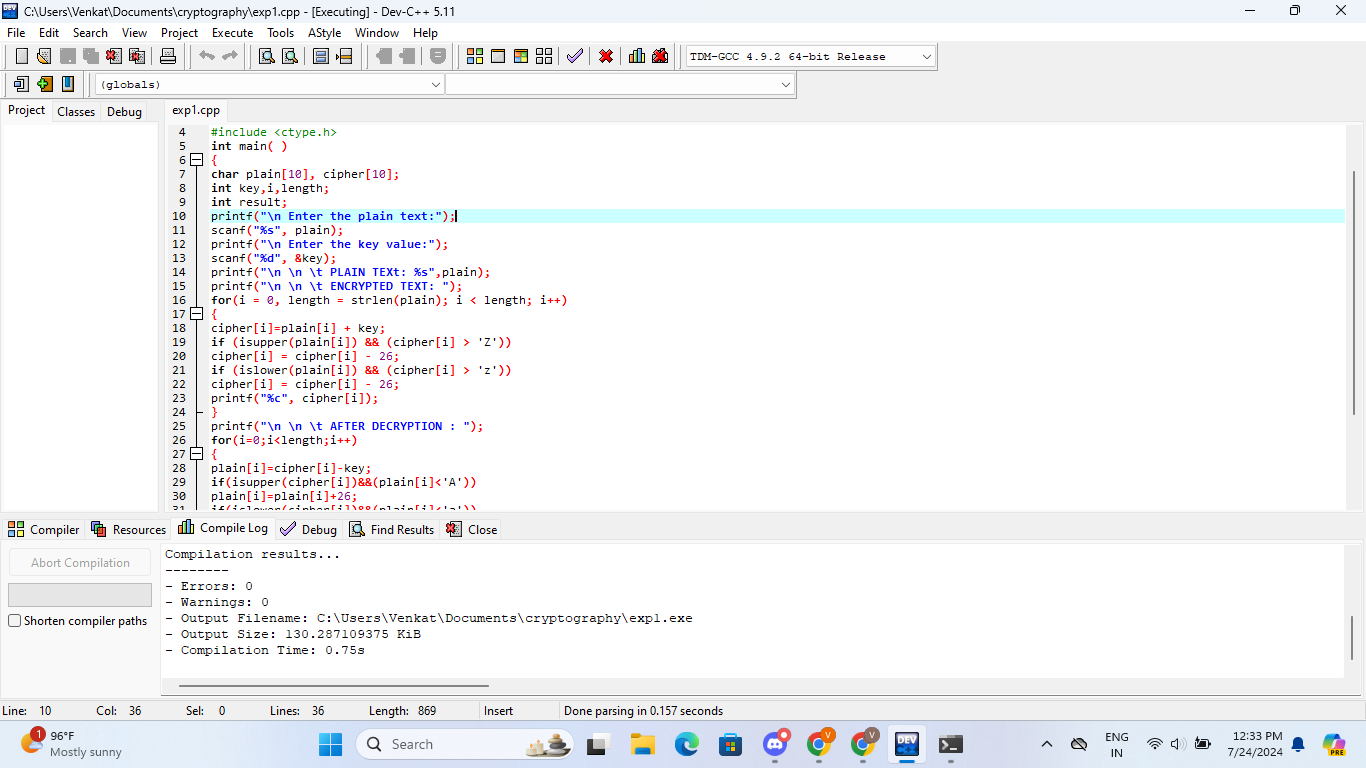 C:\Users\Venkat\Documents\cryptography\exp1.cpp - [Executing] - Dev-C++ 5.11
File Edit Search View Project Execute Tools AStyle Window Help
TDM-GCC 4.9.2 64-bit Release
(globals)
Project Classes Debug
exp1.cpp
4 #include <ctype.h>
5 int main( )
6 {
7 char plain[10], cipher[10];
8 int key,i,length;
9 int result;
10 printf("\n Enter the plain text:");
11 scanf("%s", plain);
12 printf("\n Enter the key value:");
13 scanf("%d", &key);
14 printf("\n \n \t PLAIN TEXt: %s",plain);
15 printf("\n \n \t ENCRYPTED TEXT: ");
16 for(i = 0, length = strlen(plain); i < length; i++)
17 {
18 cipher[i]=plain[i] + key;
19 if (isupper(plain[i]) && (cipher[i] > 'Z'))
20 cipher[i] = cipher[i] - 26;
21 if (islower(plain[i]) && (cipher[i] > 'z'))
22 cipher[i] = cipher[i] - 26;
23 printf("%c", cipher[i]);
24 }
25 printf("\n \n \t AFTER DECRYPTION : ");
26 for(i=0;i<length;i++)
27 {
28 plain[i]=cipher[i]-key;
29 if(isupper(cipher[i])&&(plain[i]<'A'))
30 plain[i]=plain[i]+26;
31 if(islower(cipher[i])&&(plain[i]<'a'))
Compiler Resources Compile Log Debug Find Results Close
Abort Compilation
Shorten compiler paths
Compilation results...
--------
- Errors: 0
- Warnings: 0
- Output Filename: C:\Users\Venkat\Documents\cryptography\exp1.exe
- Output Size: 130.287109375 KiB
- Compilation Time: 0.75s
Line: 10 Col: 36 Sel: 0 Lines: 36 Length: 869 Insert Done parsing in 0.157 seconds
1
96°F
Mostly sunny
Search
V
V
DEV
ENG
IN
12:33 PM
7/24/2024
PRE